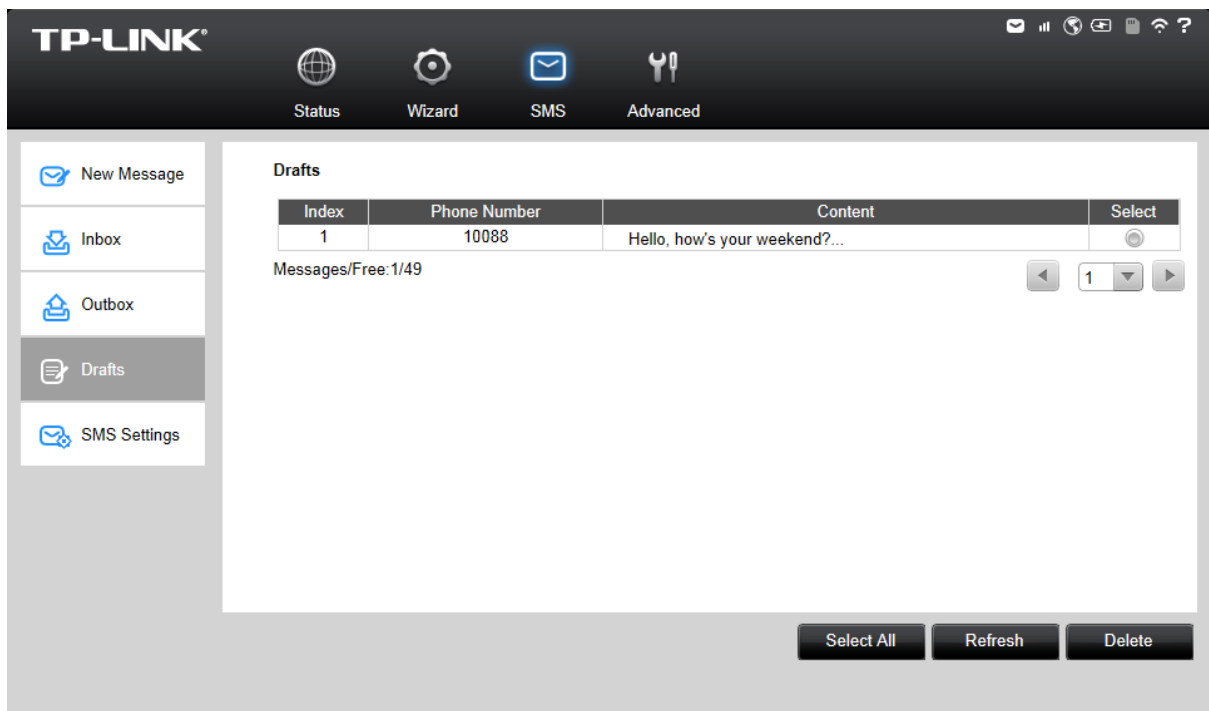 TP-LINK®
?
Status Wizard SMS Advanced
New Message
Inbox
Outbox
Drafts
SMS Settings
Drafts
Index Phone Number Content Select
1 10088 Hello, how's your weekend?...
Messages/Free:1/49
1
Select All Refresh Delete